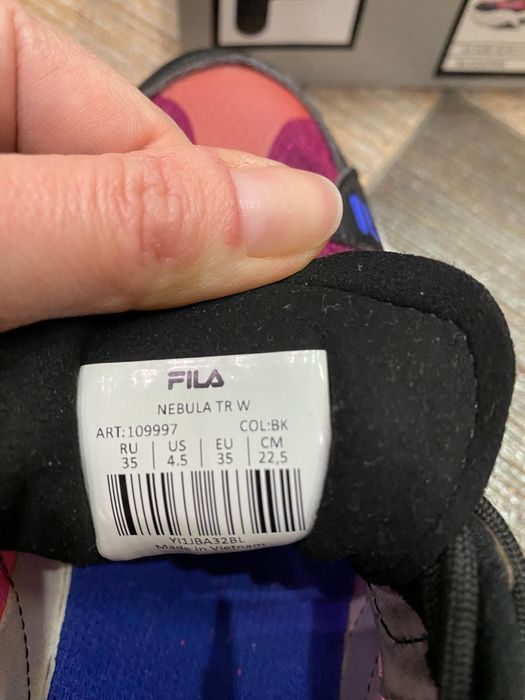 FILA
NEBULA TR W
ART:109997 COL:BK
RU US EU CM
35 4.5 35 22,5
YI1JBA32BL
Made in Vietnam